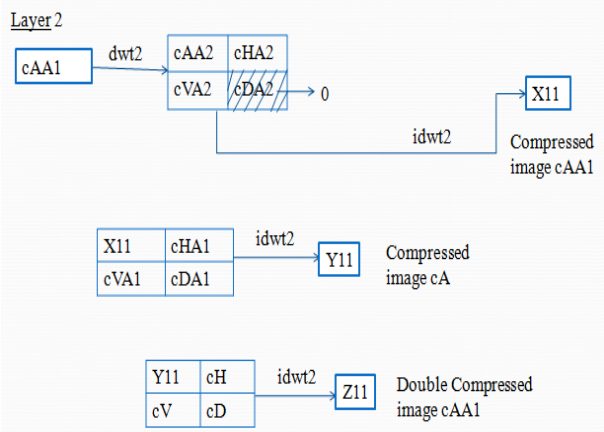 Layer 2
cAA1
dwt2
cAA2 cHA2
cVA2 cDA2
0
X11
idwt2
Compressed
image cAA1
X11 cHA1
cVA1 cDA1
idwt2
Y11
Compressed
image cA
Y11 cH
cV cD
idwt2
Z11
Double Compressed
image cAA1